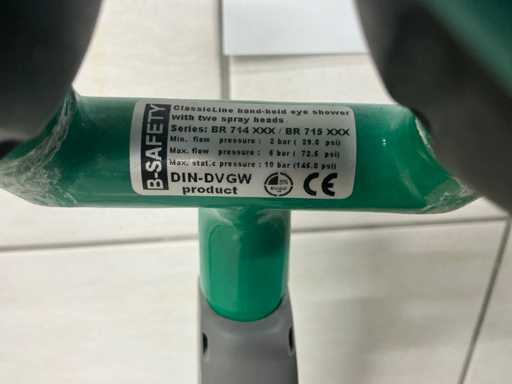 B-SAFETY
ClassicLine hand-held eye shower
with two spray heads
Series: BR 714 XXX / BR 715 XXX
Min. flow pressure : 2 bar ( 29.0 psi)
Max. flow pressure : 5 bar ( 72.5 psi)
Max. stat.c pressure : 10 bar (145.0 psi)
DIN-DVGW
product
CE